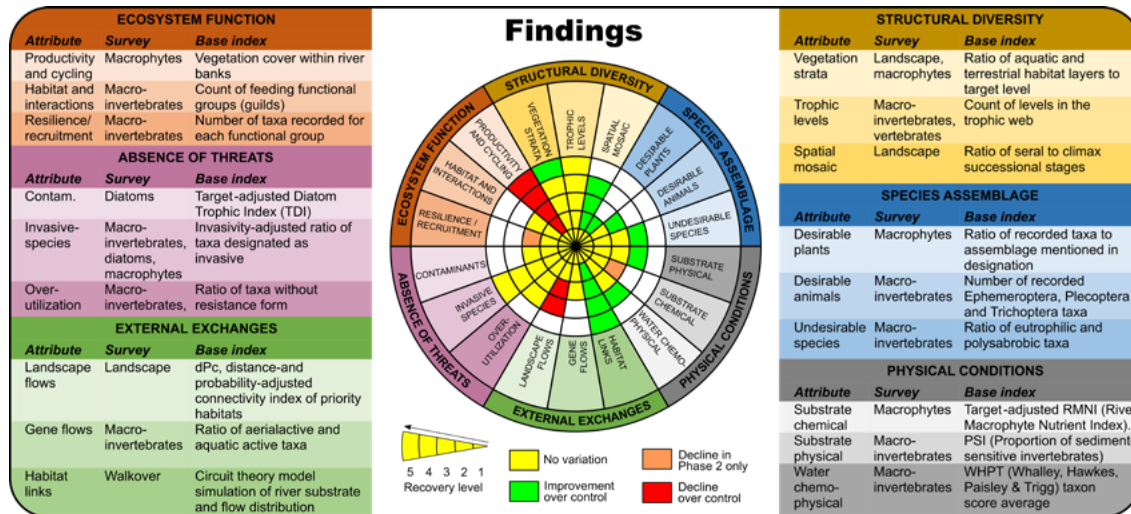 ECOSYSTEM FUNCTION
Attribute Survey Base index
Productivity Macrophytes Vegetation cover within river
and cycling banks
Habitat and Macro- Count of feeding functional
interactions invertebrates groups (guilds)
Resilience/ Macro- Number of taxa recorded for
recruitment invertebrates each functional group
ABSENCE OF THREATS
Attribute Survey Base index
Contam. Diatoms Target-adjusted Diatom
Trophic Index (TDI)
Invasive- Macro- Invasivity-adjusted ratio of
species invertebrates, taxa designated as
diatoms, invasive
macrophytes
Over- Macro- Ratio of taxa without
utilization invertebrates, resistance form
EXTERNAL EXCHANGES
Attribute Survey Base index
Landscape Landscape dPc, distance-and
flows probability-adjusted
connectivity index of priority
habitats
Gene flows Macro- Ratio of aerialactive and
invertebrates aquatic active taxa
Habitat Walkover Circuit theory model
links simulation of river substrate
and flow distribution
Findings
STRUCTURAL DIVERSITY
SPECIES ASSEMBLAGE
PHYSICAL CONDITIONS
EXTERNAL EXCHANGES
ABSENCE OF THREATS
ECOSYSTEM FUNCTION
VEGETATION
STRATA
TROPHIC
LEVELS
SPATIAL
MOSAIC
DESIRABLE
PLANTS
DESIRABLE
ANIMALS
UNDESIRABLE
SPECIES
SUBSTRATE
PHYSICAL
SUBSTRATE
CHEMICAL
WATER CHEMO-
PHYSICAL
HABITAT
LINKS
GENE
FLOWS
LANDSCAPE
FLOWS
OVER-
UTILIZATION
INVASIVE
SPECIES
CONTAMINANTS
RESILIENCE /
RECRUITMENT
HABITAT AND
INTERACTIONS
PRODUCTIVITY
AND CYCLING
5 4 3 2 1
Recovery level
No variation
Improvement
over control
Decline in
Phase 2 only
Decline
over control
STRUCTURAL DIVERSITY
Attribute Survey Base index
Vegetation Landscape, Ratio of aquatic and
strata macrophytes terrestrial habitat layers to
target level
Trophic Macro- Count of levels in the
levels invertebrates, trophic web
vertebrates
Spatial Landscape Ratio of seral to climax
mosaic successional stages
SPECIES ASSEMBLAGE
Attribute Survey Base index
Desirable Macrophytes Ratio of recorded taxa to
plants assemblage mentioned in
designation
Desirable Macro- Number of recorded
animals invertebrates Ephemeroptera, Plecoptera
and Trichoptera taxa
Undesirable Macro- Ratio of eutrophilic and
species invertebrates polysabrobic taxa
PHYSICAL CONDITIONS
Attribute Survey Base index
Substrate Macrophytes Target-adjusted RMNI (River
chemical Macrophyte Nutrient Index).
Substrate Macro- PSI (Proportion of sediment-
physical invertebrates sensitive invertebrates)
Water Macro- WHPT (Whalley, Hawkes,
chemo- invertebrates Paisley & Trigg) taxon
physical score average